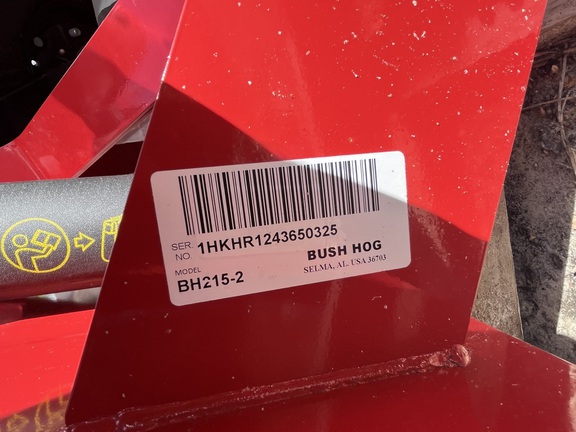 SER. NO. 1HKHR1243650325
BUSH HOG
SELMA, AL. USA 36703
MODEL
BH215-2